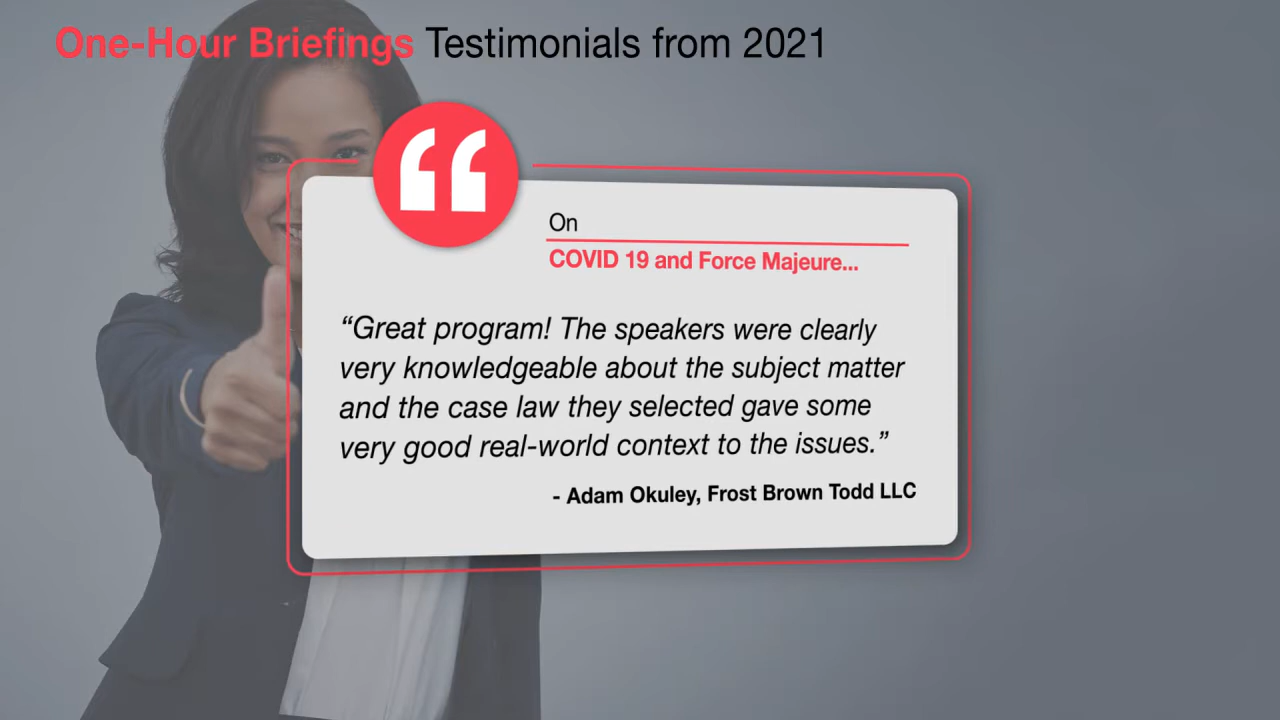 One-Hour Briefings Testimonials from 2021
On
COVID 19 and Force Majeure...
“Great program! The speakers were clearly
very knowledgeable about the subject matter
and the case law they selected gave some
very good real-world context to the issues.”
- Adam Okuley, Frost Brown Todd LLC